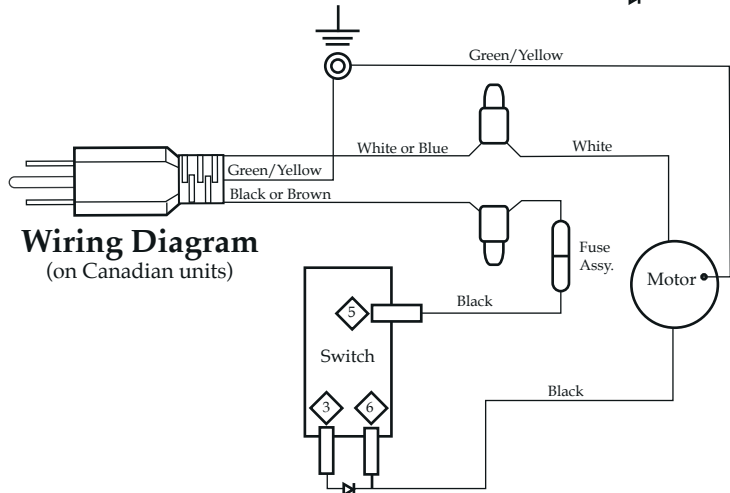 Green/Yellow
White or Blue
White
Green/Yellow
Black or Brown
Wiring Diagram
(on Canadian units)
Fuse
Assy.
Motor
5
Black
Switch
3
6
Black